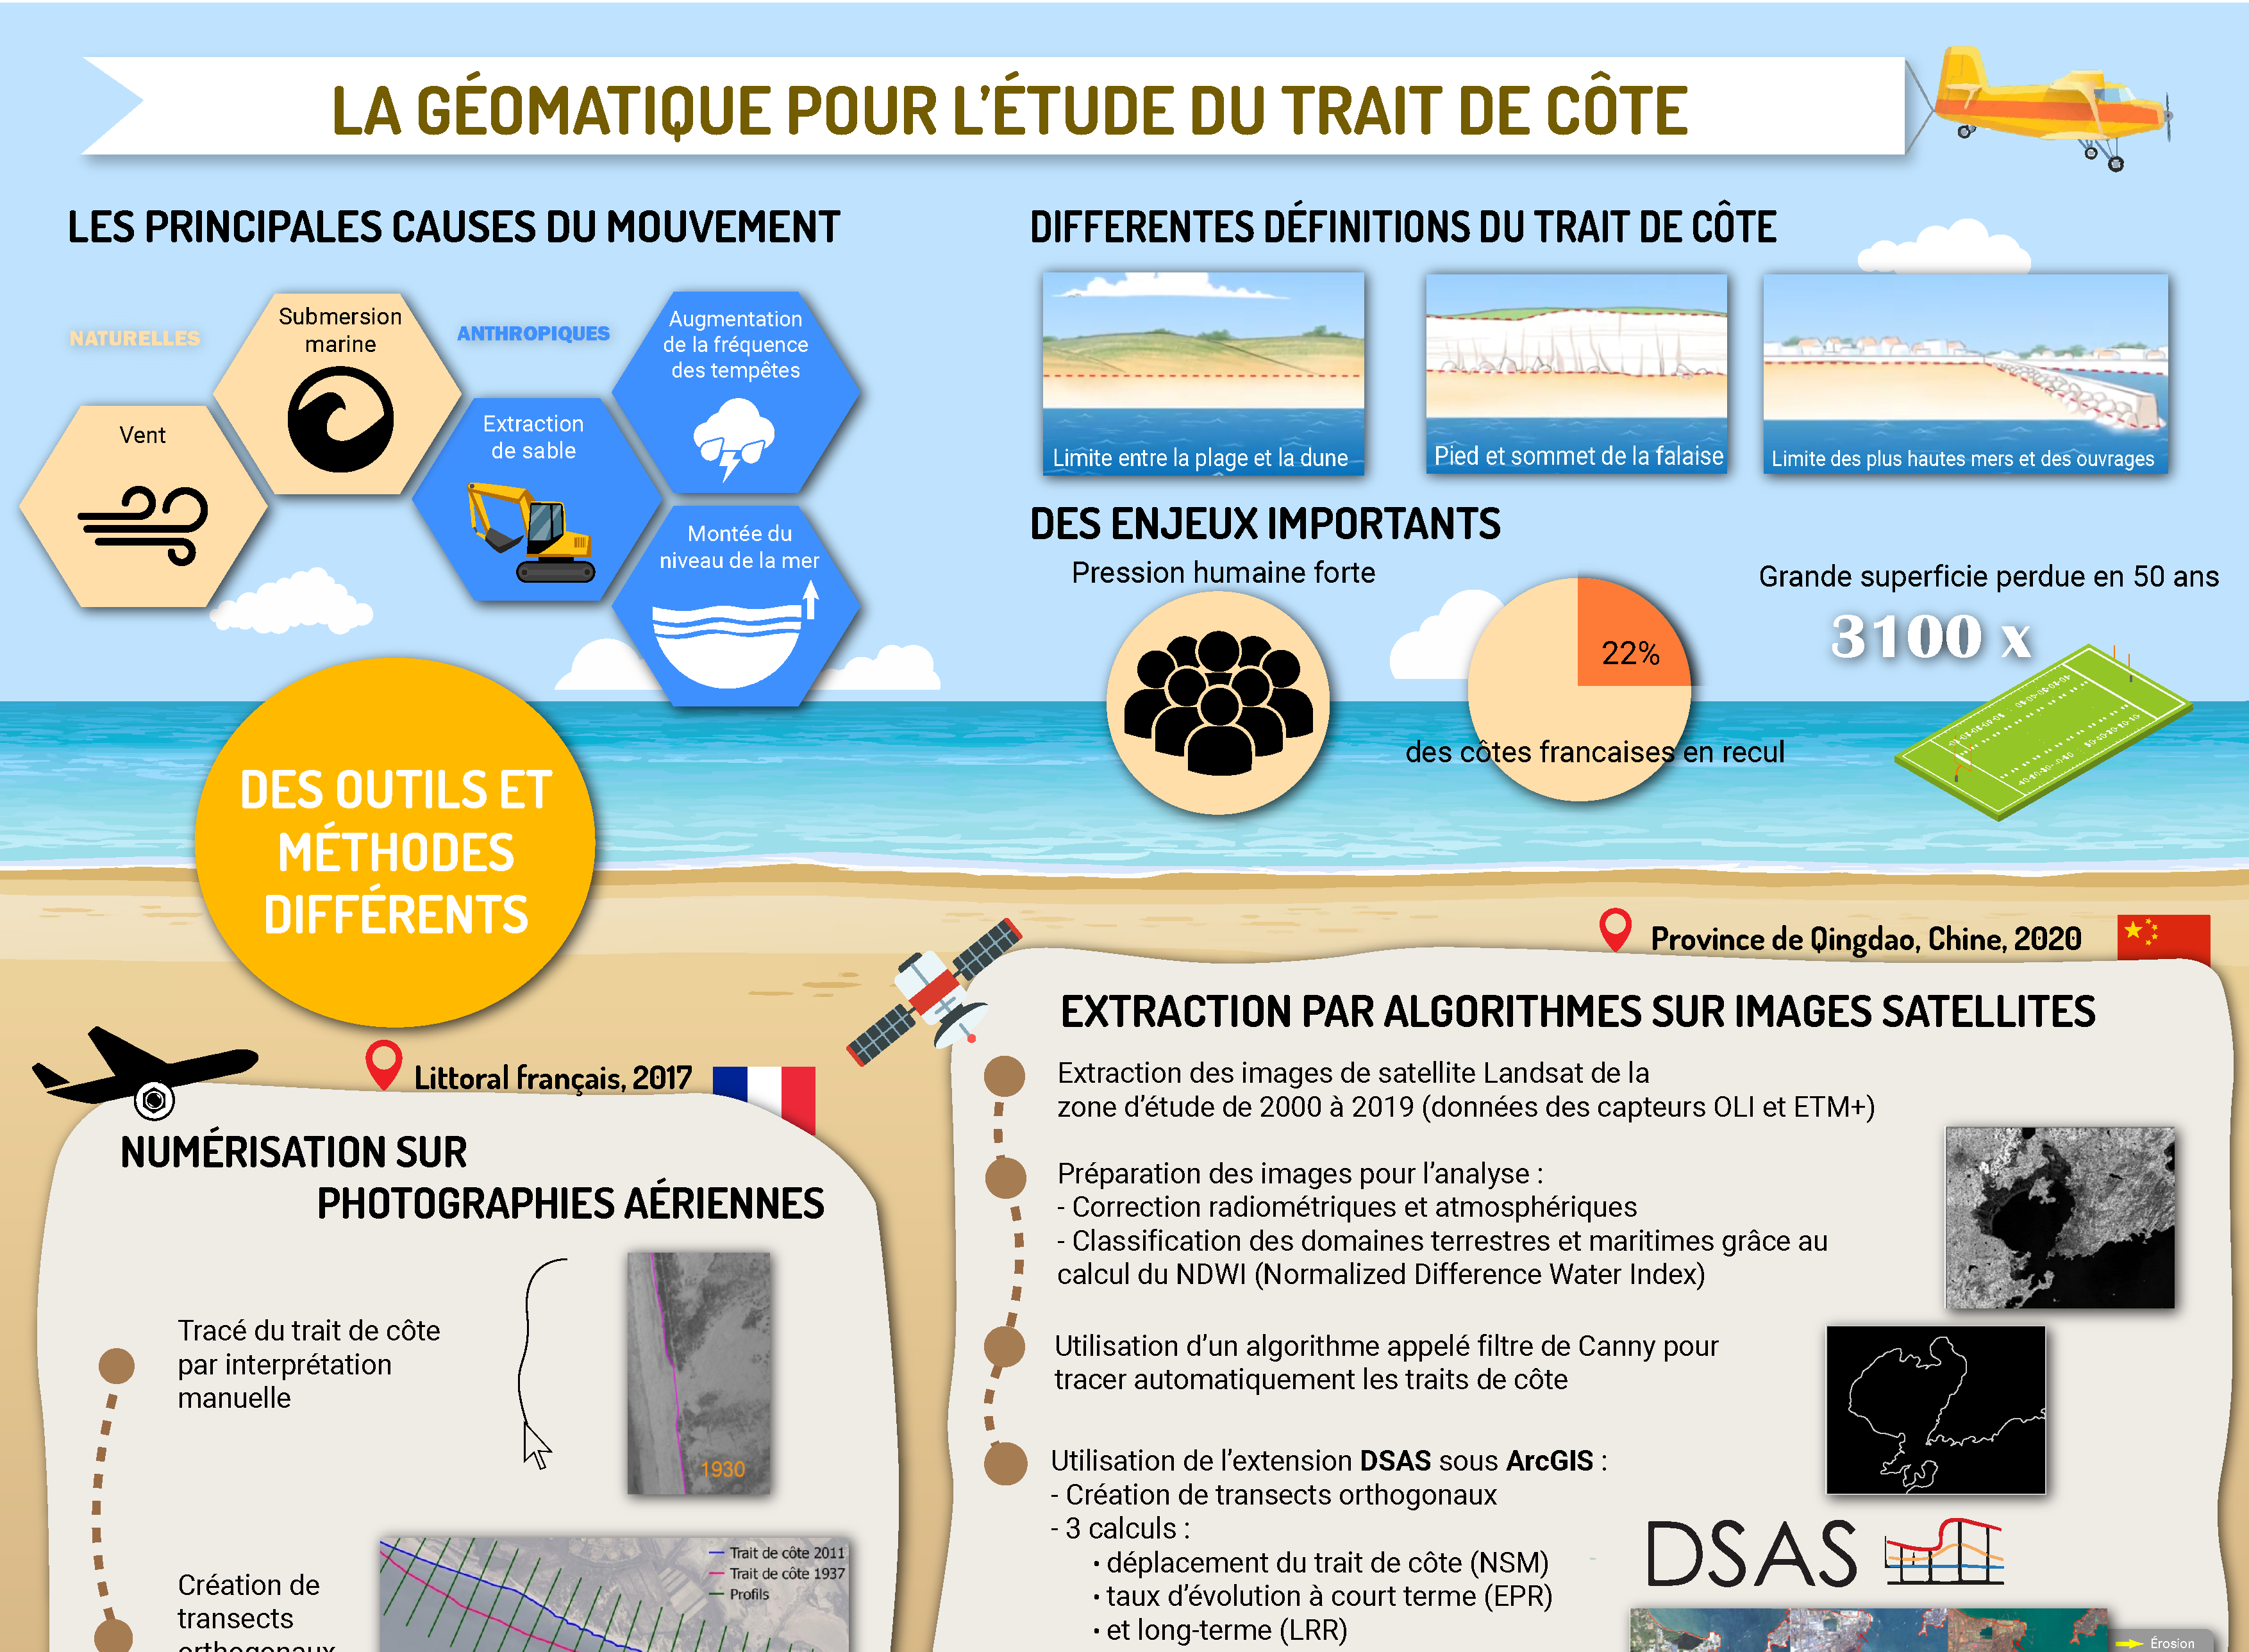 LA GÉOMATIQUE POUR L'ÉTUDE DU TRAIT DE CÔTE
LES PRINCIPALES CAUSES DU MOUVEMENT
NATURELLES
Vent
Submersion
marine
ANTHROPIQUES
Extraction
de sable
Augmentation
de la fréquence
des tempêtes
Montée du
niveau de la mer
DIFFERENTES DÉFINITIONS DU TRAIT DE CÔTE
Limite entre la plage et la dune
Pied et sommet de la falaise
Limite des plus hautes mers et des ouvrages
DES ENJEUX IMPORTANTS
Pression humaine forte
22%
des côtes francaises en recul
Grande superficie perdue en 50 ans
3100 x
DES OUTILS ET
MÉTHODES
DIFFÉRENTS
Littoral français, 2017
NUMÉRISATION SUR
PHOTOGRAPHIES AÉRIENNES
Tracé du trait de côte
par interprétation
manuelle
1930
Création de
transects
orthogonaux
Trait de côte 2011
Trait de côte 1937
Profils
Province de Qingdao, Chine, 2020
EXTRACTION PAR ALGORITHMES SUR IMAGES SATELLITES
Extraction des images de satellite Landsat de la
zone d'étude de 2000 à 2019 (données des capteurs OLI et ETM+)
Préparation des images pour l'analyse :
- Correction radiométriques et atmosphériques
- Classification des domaines terrestres et maritimes grâce au
calcul du NDWI (Normalized Difference Water Index)
Utilisation d'un algorithme appelé filtre de Canny pour
tracer automatiquement les traits de côte
Utilisation de l'extension DSAS sous ArcGIS :
- Création de transects orthogonaux
- 3 calculs :
• déplacement du trait de côte (NSM)
• taux d'évolution à court terme (EPR)
• et long-terme (LRR)
DSAS
Érosion